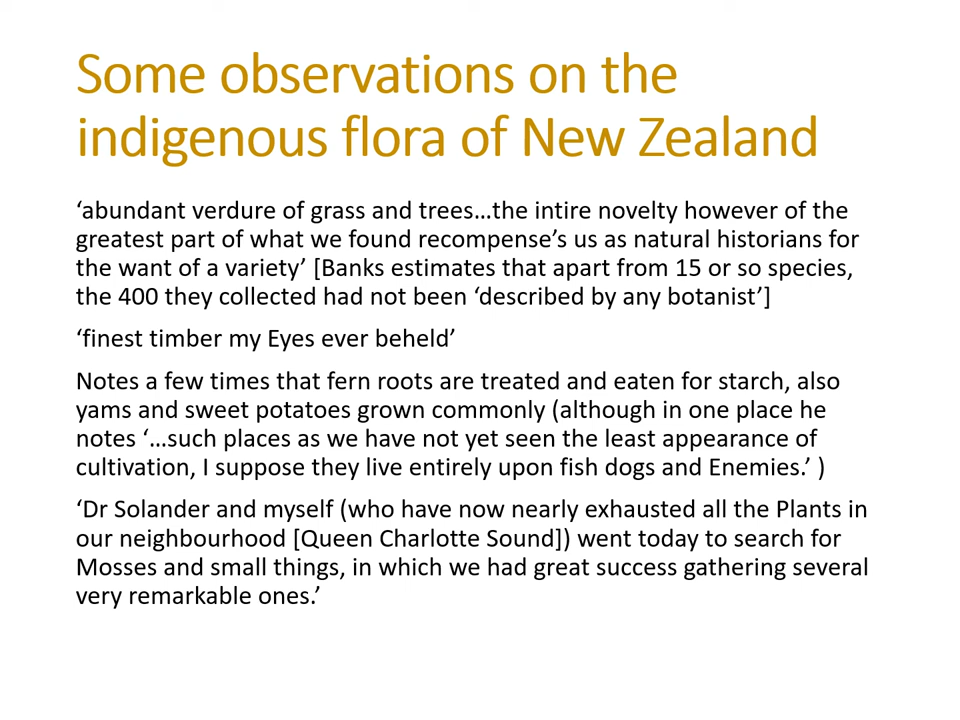 Some observations on the
indigenous flora of New Zealand
‘abundant verdure of grass and trees…the intire novelty however of the
greatest part of what we found recompense’s us as natural historians for
the want of a variety’ [Banks estimates that apart from 15 or so species,
the 400 they collected had not been ‘described by any botanist’]
‘finest timber my Eyes ever beheld’
Notes a few times that fern roots are treated and eaten for starch, also
yams and sweet potatoes grown commonly (although in one place he
notes ‘…such places as we have not yet seen the least appearance of
cultivation, I suppose they live entirely upon fish dogs and Enemies.’ )
‘Dr Solander and myself (who have now nearly exhausted all the Plants in
our neighbourhood [Queen Charlotte Sound]) went today to search for
Mosses and small things, in which we had great success gathering several
very remarkable ones.’